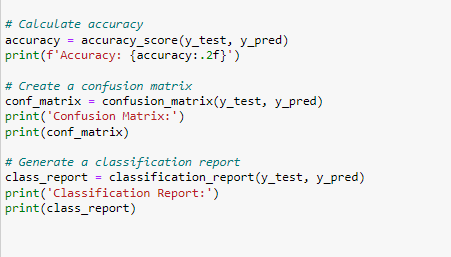 # Calculate accuracy
accuracy = accuracy_score(y_test, y_pred)
print(f'Accuracy: {accuracy:.2f}')
# Create a confusion matrix
conf_matrix = confusion_matrix(y_test, y_pred)
print('Confusion Matrix:')
print(conf_matrix)
# Generate a classification report
class_report = classification_report(y_test, y_pred)
print('Classification Report:')
print(class_report)